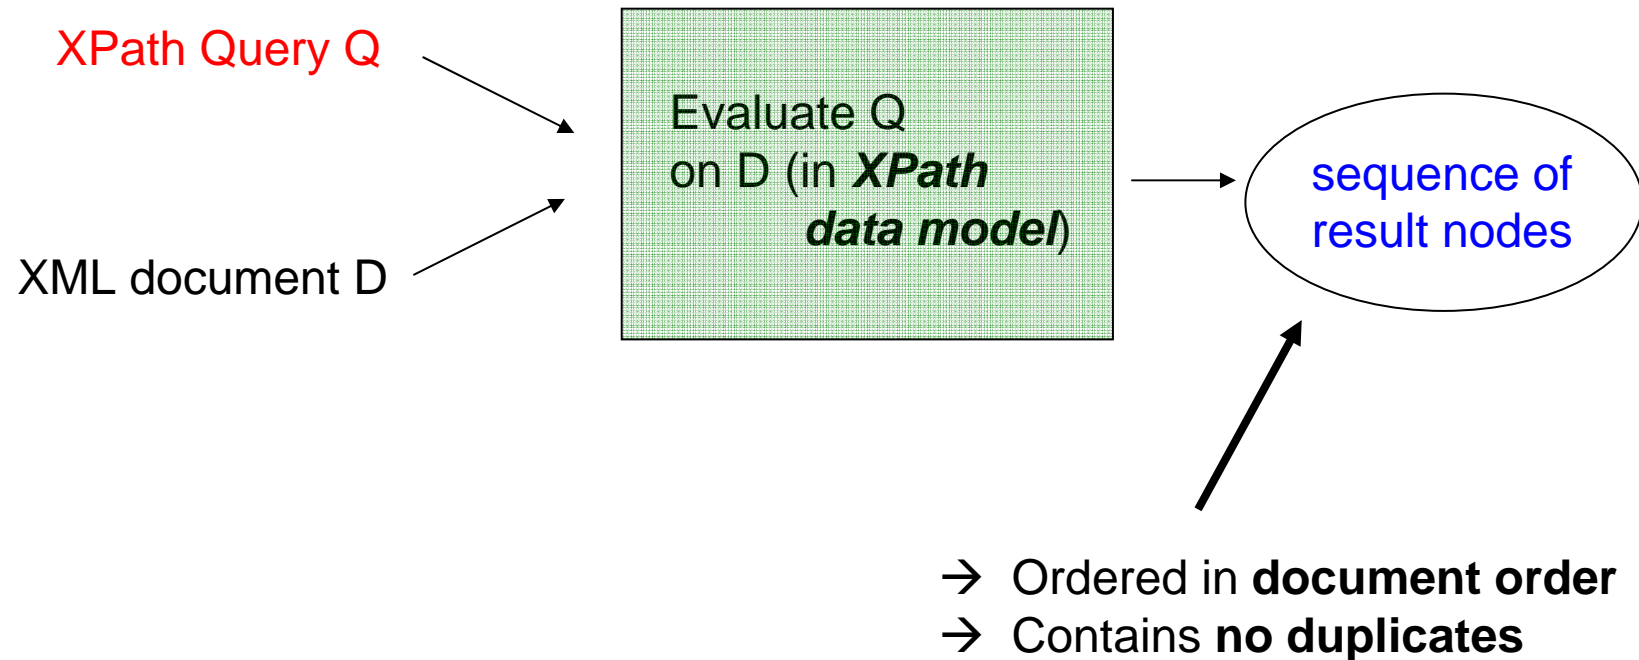 XPath Query Q
XML document D
Evaluate Q
on D (in XPath
data model)
sequence of
result nodes
→ Ordered in document order
→ Contains no duplicates